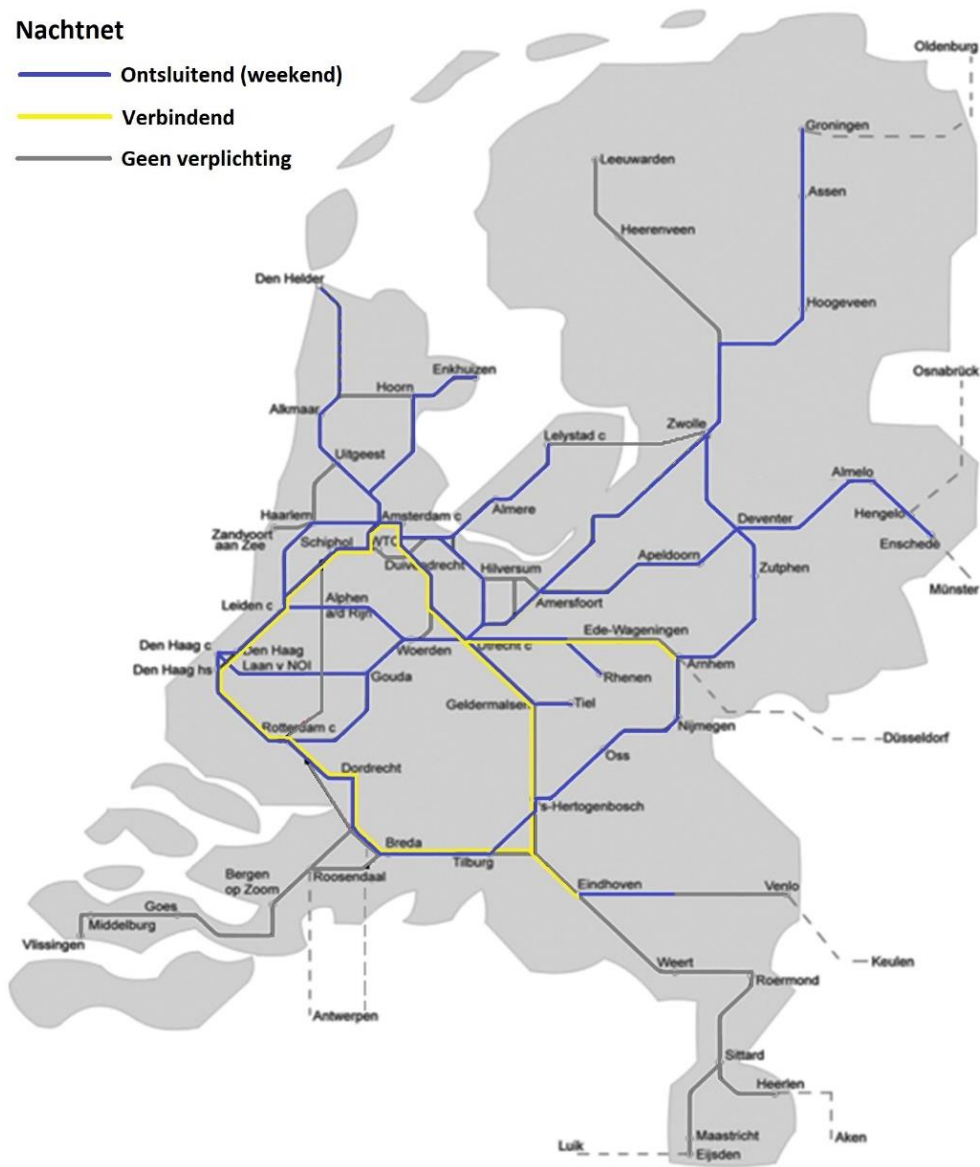 Nachtnet
Ontsluitend (weekend)
Verbindend
Geen verplichting
Oldenburg
Groningen
Leeuwarden
Assen
Heerenveen
Den Helder
Hoogeveen
Enkhuizen
Osnabrück
Hoorn
Alkmaar
Zwolle
Lelystad c
Uitgeest
Almelo
Almere
Haarlem
Amsterdam c
Hengelo
Deventer
Zandvoort
aan Zee
Schiphol
WTC
Enschede
Duivendrecht
Apeldoorn
Hilversum
Zutphen
Münster
Leiden c
Alphen
a/d Rijn
Amersfoort
Ede-Wageningen
Den Haag c
Den Haag
Laan v NOI
Woerden
Utrecht c
Arnhem
Den Haag hs
Gouda
Rhenen
Geldermalsen
Tiel
Rotterdam c
Nijmegen
Düsseldorf
Oss
Dordrecht
's-Hertogenbosch
Breda
Tilburg
Bergen
op Zoom
Roosendaal
Eindhoven
Venlo
Goes
Middelburg
Vlissingen
Weert
Keulen
Roermond
Antwerpen
Sittard
Heerlen
Maastricht
Aken
Luik
Eijsden